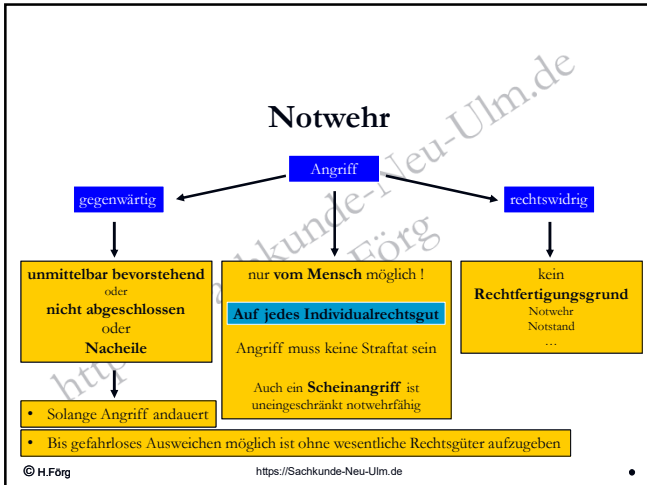 Notwehr
Angriff
gegenwärtig
rechtswidrig
unmittelbar bevorstehend
oder
nicht abgeschlossen
oder
Nacheile
nur vom Mensch möglich !
Auf jedes Individualrechtsgut
Angriff muss keine Straftat sein
Auch ein Scheinangriff ist
uneingeschränkt notwehrfähig
kein
Rechtfertigungsgrund
Notwehr
Notstand
…
• Solange Angriff andauert
• Bis gefahrloses Ausweichen möglich ist ohne wesentliche Rechtsgüter aufzugeben
© H.Förg
https://Sachkunde-Neu-Ulm.de